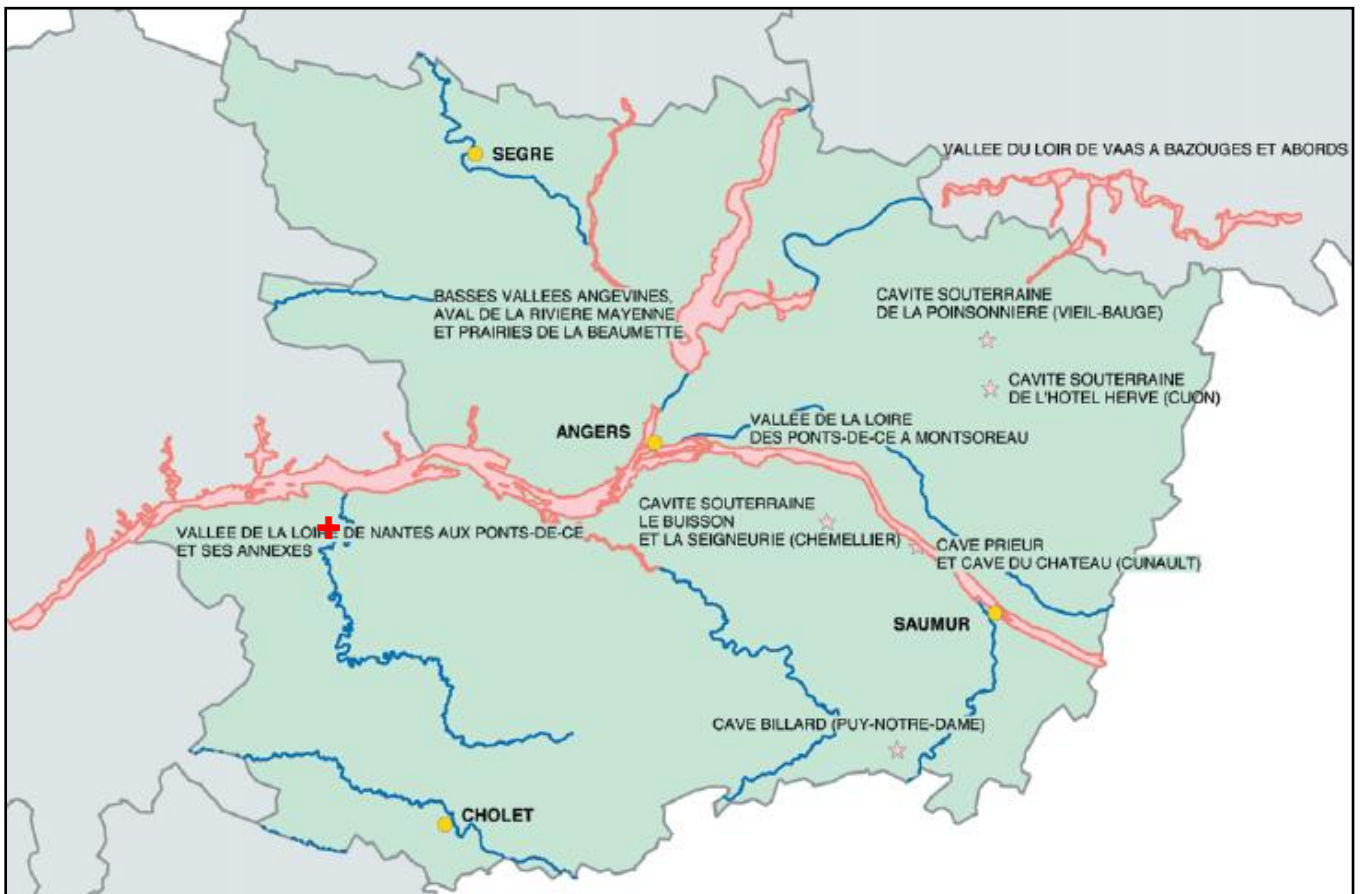 SEGRE
VALLEE DU LOIR DE VAAS A BAZOUGES ET ABORDS
BASSES VALLEES ANGEVINES,
AVAL DE LA RIVIERE MAYENNE
ET PRAIRIES DE LA BEAUMETTE
CAVITE SOUTERRAINE
DE LA POINSONNIERE (VIEIL-BAUGE)
CAVITE SOUTERRAINE
DE L'HOTEL HERVE (CUON)
ANGERS
VALLEE DE LA LOIRE
DES PONTS-DE-CE A MONTSOREAU
CAVITE SOUTERRAINE
LE BUISSON
ET LA SEIGNEURIE (CHEMELLIER)
VALLEE DE LA LOIRE DE NANTES AUX PONTS-DE-CE
ET SES ANNEXES
CAVE PRIEUR
ET CAVE DU CHATEAU (CUNAULT)
SAUMUR
CAVE BILLARD (PUY-NOTRE-DAME)
CHOLET